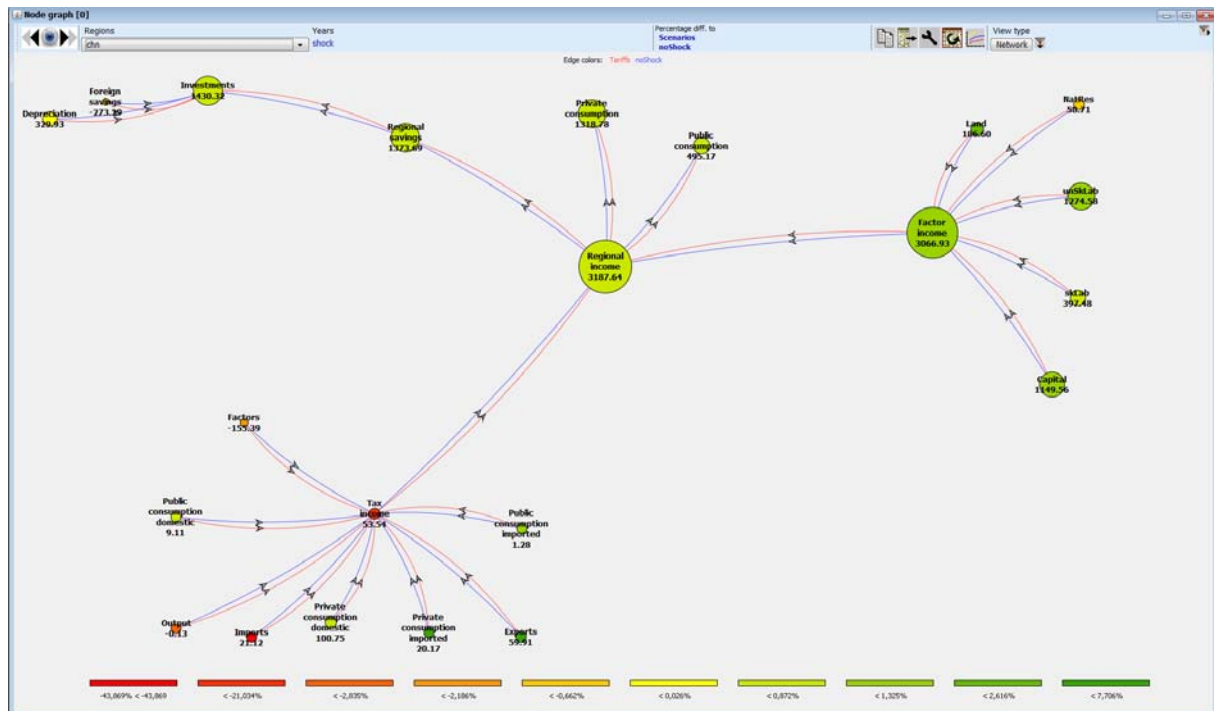 Node graph [0]
Regions
chn
Years
shock
Percentage diff. to
Scenarios
noShock
View type
Network
Edge colors: Tariffs noShock
Foreign
savings
-273.29
Depreciation
329.93
Investments
1430.32
Regional
savings
1373.69
Private
consumption
1318.78
Public
consumption
495.17
Land
106.60
NatRes
50.71
unSkLab
1274.58
Factor
income
3066.93
Regional
income
3187.64
skLab
392.48
Capital
1149.56
Factors
-155.39
Public
consumption
domestic
9.11
Tax
income
53.54
Public
consumption
imported
1.28
Output
-0.13
Imports
21.12
Private
consumption
domestic
100.75
Private
consumption
imported
20.17
Exports
59.91
-43,869% < -43,869
< -21,034%
< -2,835%
< -2,186%
< -0,662%
< 0,026%
< 0,872%
< 1,325%
< 2,616%
< 7,706%